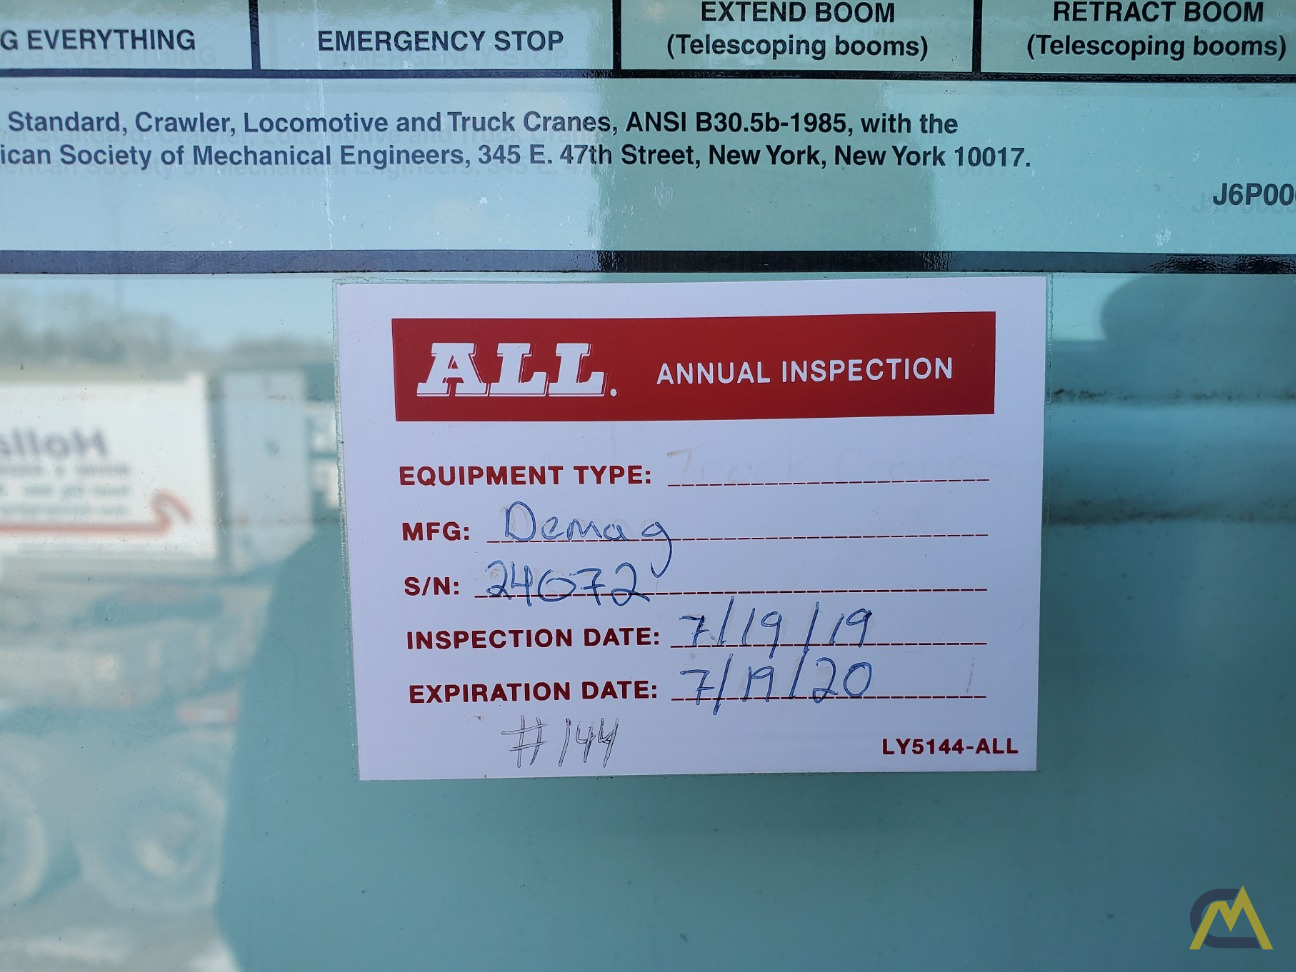 G EVERYTHING
EMERGENCY STOP
EXTEND BOOM
(Telescoping booms)
RETRACT BOOM
(Telescoping booms)
Standard, Crawler, Locomotive and Truck Cranes, ANSI B30.5b-1985, with the
ican Society of Mechanical Engineers, 345 E. 47th Street, New York, New York 10017.
J6P00
ALL. ANNUAL INSPECTION
EQUIPMENT TYPE: Truck Crane
MFG: Demag
S/N: 24072
INSPECTION DATE: 7/19/19
EXPIRATION DATE: 7/19/20
#144
LY5144-ALL